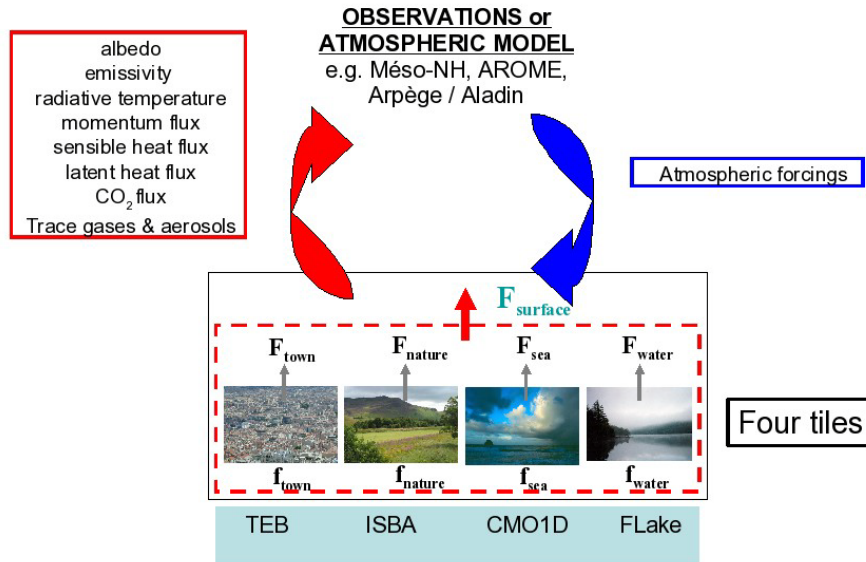 OBSERVATIONS or
ATMOSPHERIC MODEL
e.g. Méso-NH, AROME,
Arpège / Aladin
albedo
emissivity
radiative temperature
momentum flux
sensible heat flux
latent heat flux
CO2 flux
Trace gases & aerosols
Atmospheric forcings
Fsurface
Ftown Fnature Fsea Fwater
ftown fnature fsea fwater
Four tiles
TEB ISBA CMO1D FLake